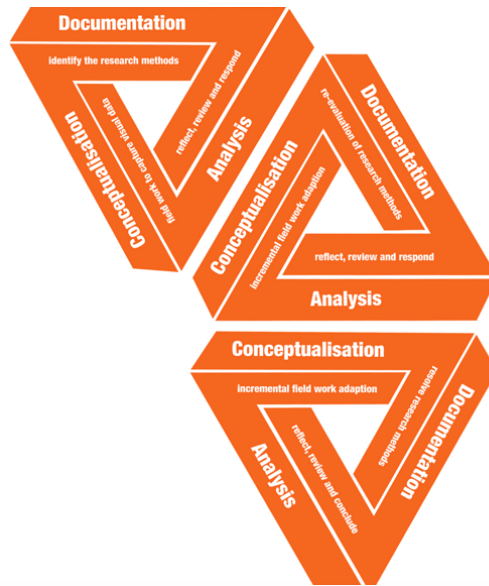 Documentation
identify the research methods
Conceptualisation
field work to capture visual data
reflect, review and respond
Analysis
Documentation
re-evaluation of research methods
Conceptualisation
incremental field work adaption
reflect, review and respond
Analysis
Conceptualisation
incremental field work adaption
Documentation
resolve research methods
Analysis
reflect, review and conclude